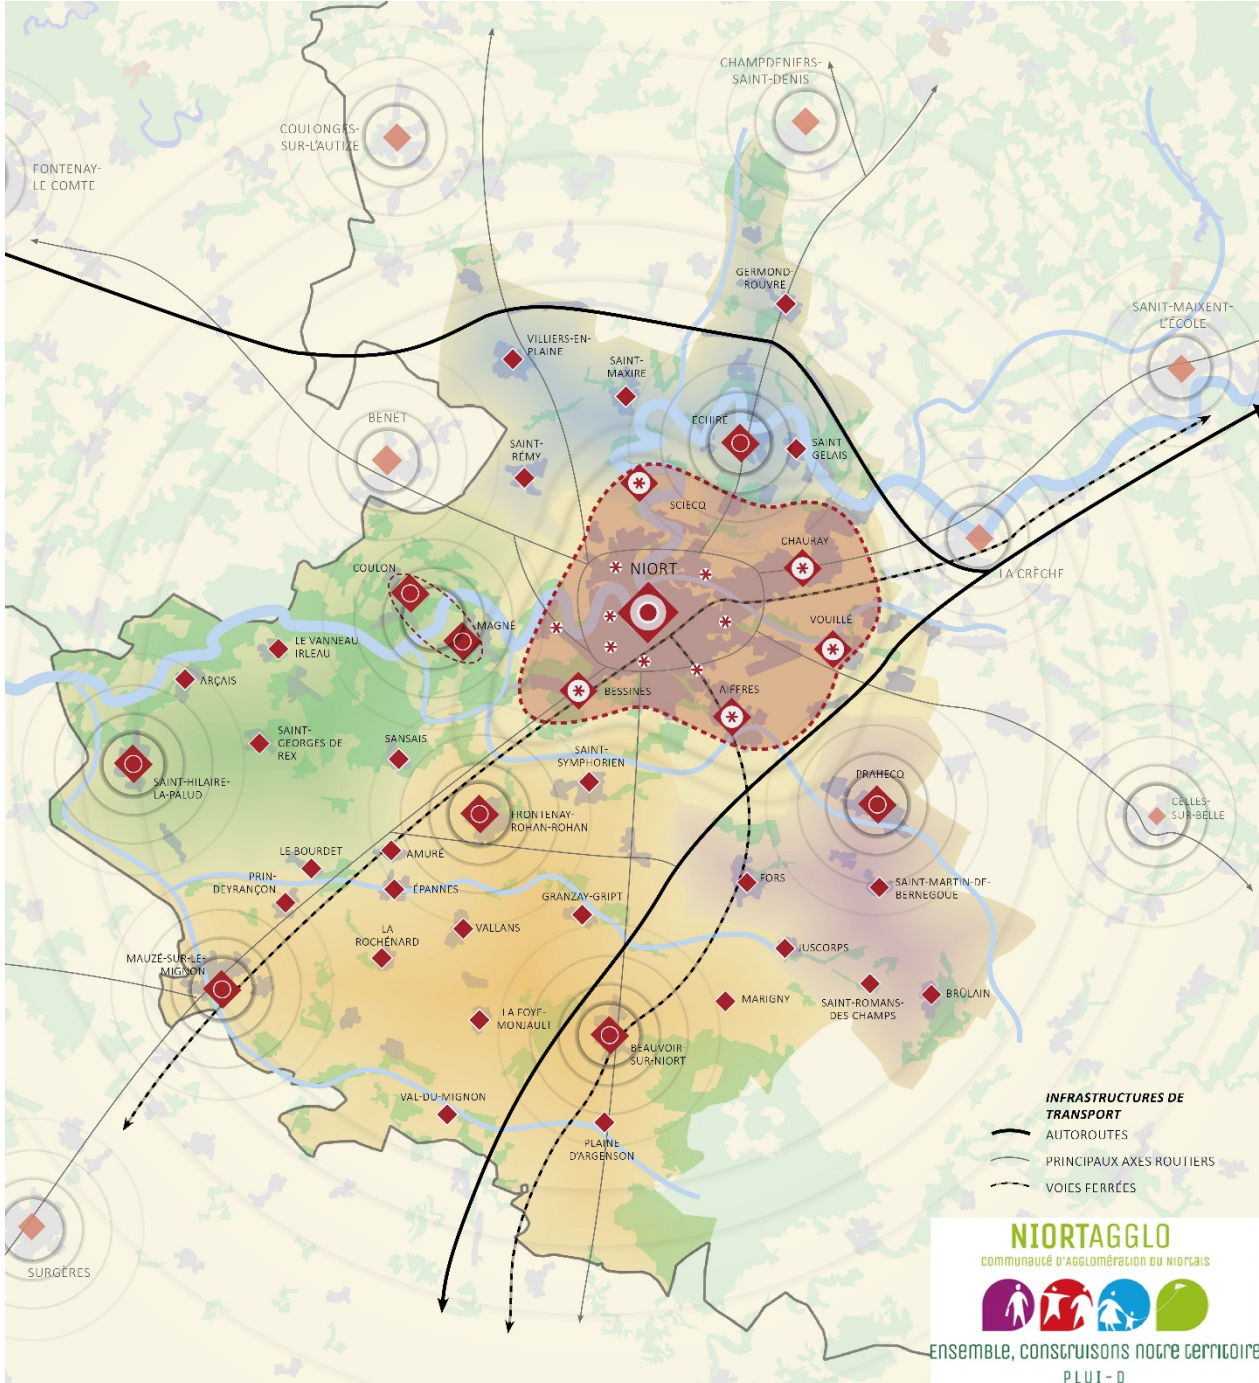 CHAMPDENIERS-
SAINT-DENIS
COULONGES-
SUR-L'AUTIZE
FONTENAY-
LE COMTE
GERMOND-
ROUVRE
SANIT-MAIXENT-
L'ÉCOLE
VILLIERS-EN-
PLAINE
SAINT-
MAXIRE
BENET
ÉCHIRÉ
SAINT
GELAIS
SAINT-
RÉMY
SCIECQ
CHAURAY
NIORT
COULON
LA CRÈCHE
MAGNÉ
VOUILLÉ
LE VANNEAU
IRLEAU
ARÇAIS
BESSINES
AIFFRES
SAINT-
GEORGES DE
REX
SANSAIS
SAINT-
SYMPHORIEN
SAINT-HILAIRE-
LA-PALUD
PRAHECQ
CELLES-
SUR-BELLE
FRONTENAY-
ROHAN-ROHAN
LE BOURDET
AMURÉ
PRIN-
DEYRANÇON
ÉPANNES
FORS
SAINT-MARTIN-DE-
BERNEGOUE
GRANZAY-GRIPT
LA
ROCHÉNARD
VALLANS
JUSCORPS
MAUZÉ-SUR-LE-
MIGNON
MARIGNY
SAINT-ROMANS-
DES CHAMPS
BRÛLAIN
LA FOYE-
MONJAULT
BEAUVOIR
SUR-NIORT
VAL-DU-MIGNON
PLAINE
D'ARGENSON
SURGÈRES
INFRASTRUCTURES DE
TRANSPORT
AUTOROUTES
PRINCIPAUX AXES ROUTIERS
VOIES FERRÉES
NIORTAGGLO
COMMUNAUTÉ D'AGGLOMÉRATION DU NIORTAIS
ENSEMBLE, CONSTRUISONS NOTRE TERRITOIRE
PLUI-D